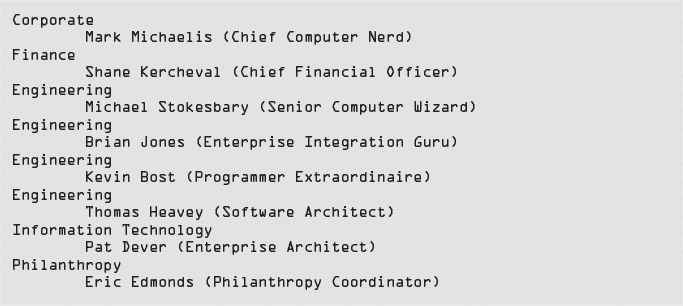 Corporate
Mark Michaelis (Chief Computer Nerd)
Finance
Shane Kercheval (Chief Financial Officer)
Engineering
Michael Stokesbary (Senior Computer Wizard)
Engineering
Brian Jones (Enterprise Integration Guru)
Engineering
Kevin Bost (Programmer Extraordinaire)
Engineering
Thomas Heavey (Software Architect)
Information Technology
Pat Dever (Enterprise Architect)
Philanthropy
Eric Edmonds (Philanthropy Coordinator)